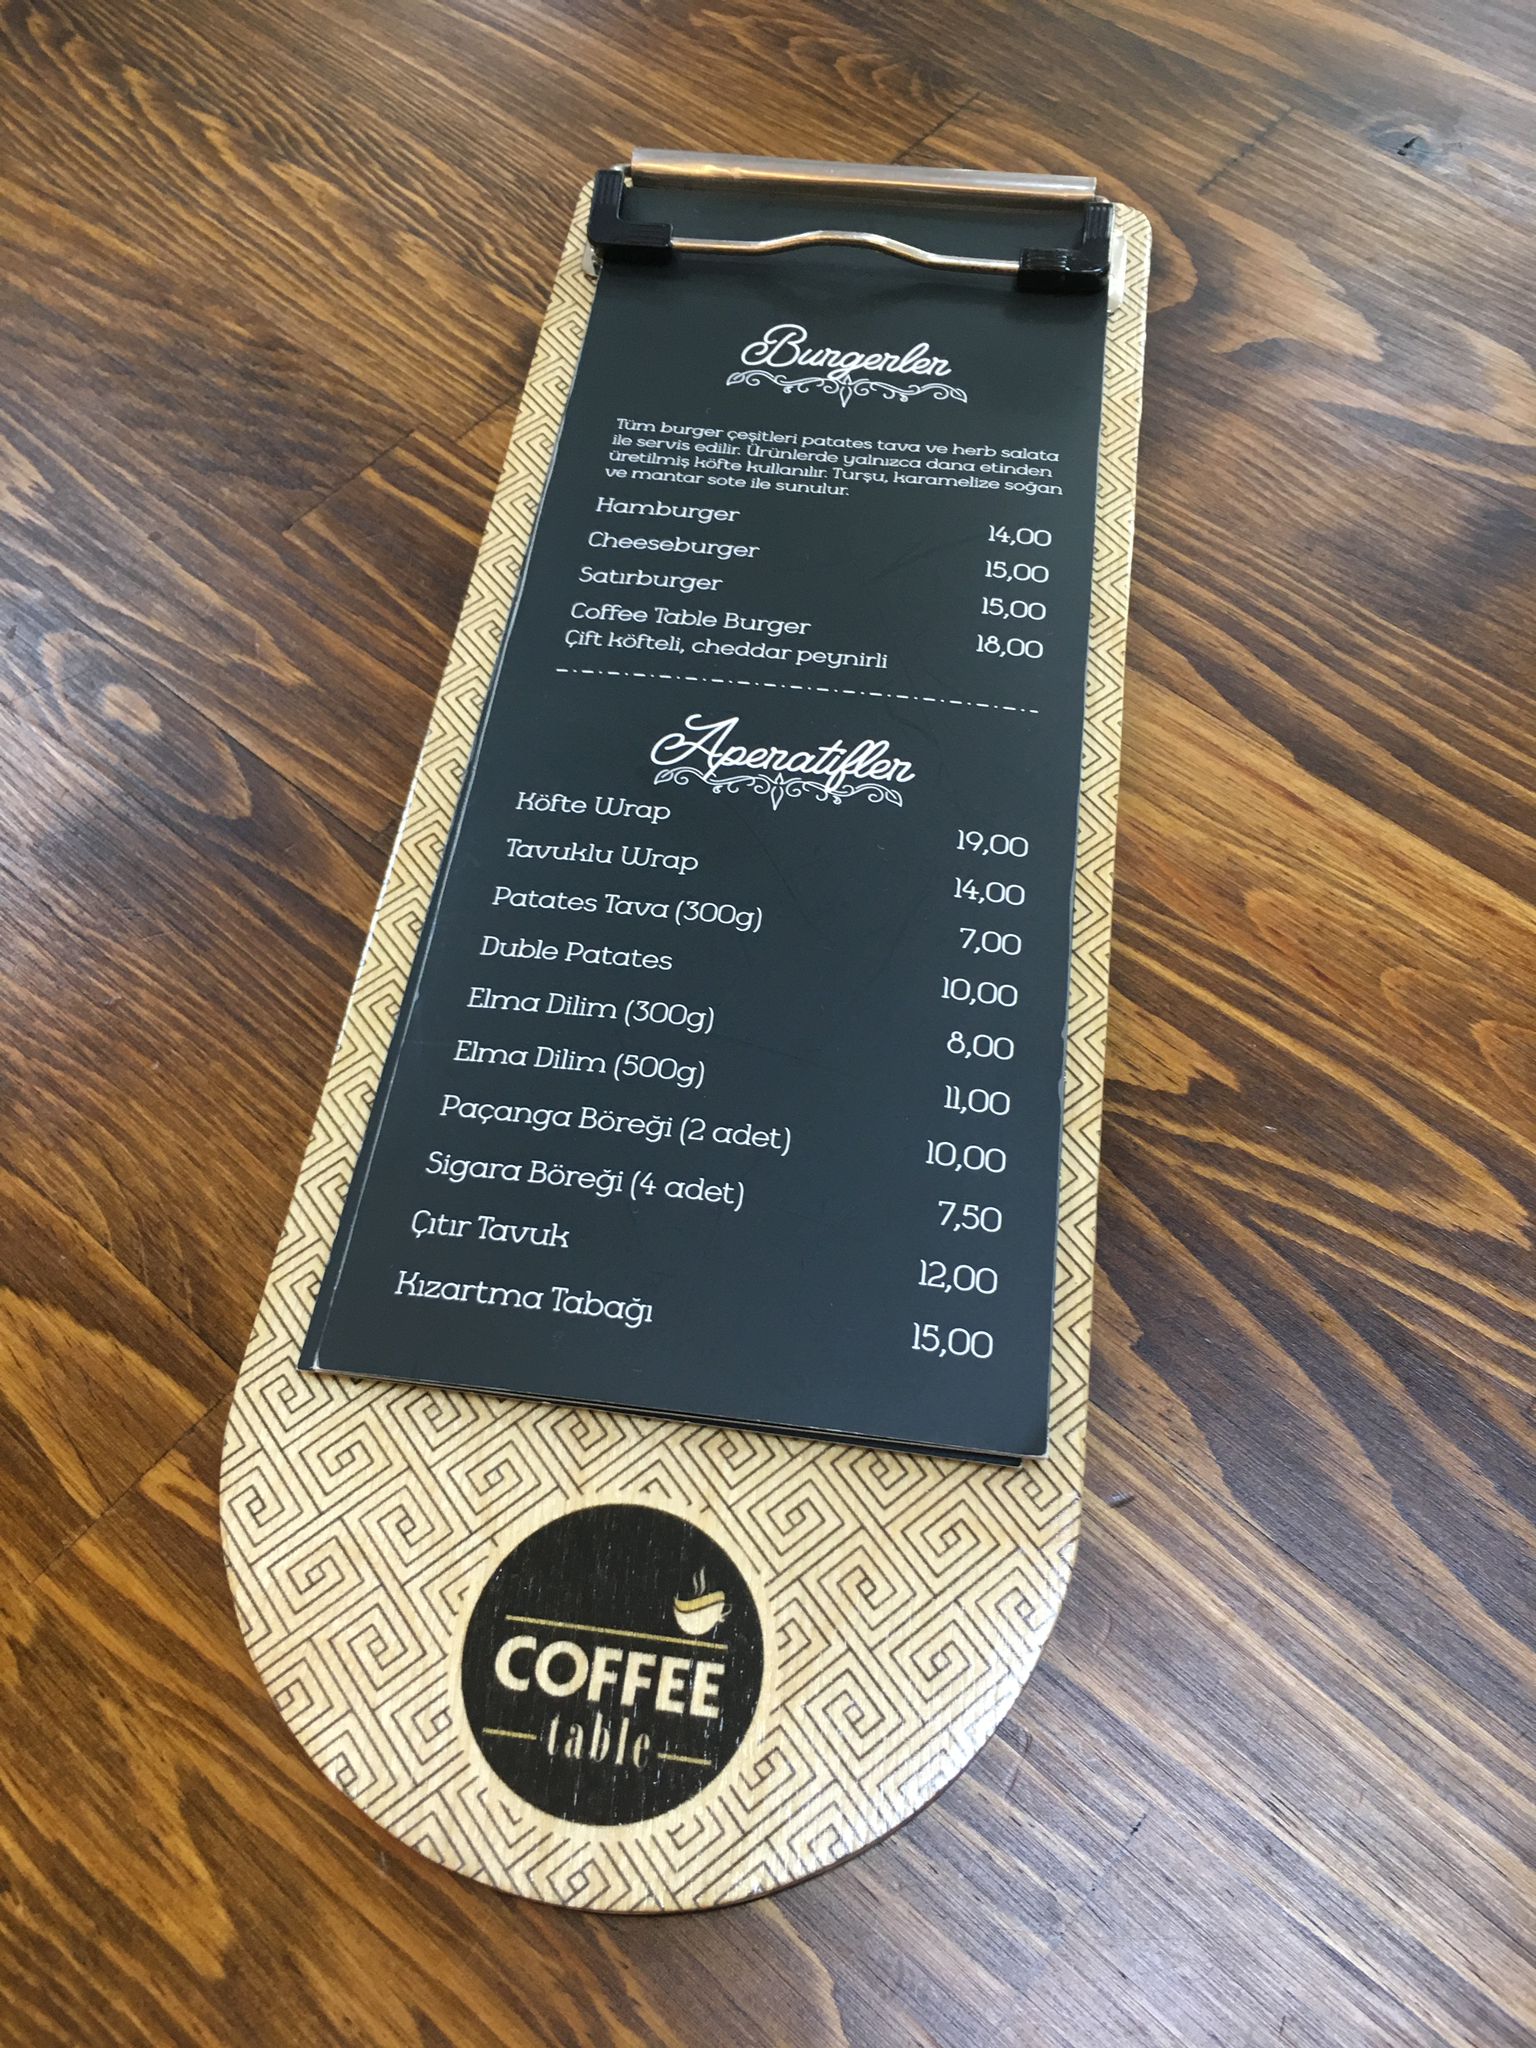 Burgerler
Tüm burger çeşitleri patates tava ve herb salata
ile servis edilir. Ürünlerde yalnızca dana etinden
üretilmiş köfte kullanılır. Turşu, karamelize soğan
ve mantar sote ile sunulur.
Hamburger 14,00
Cheeseburger 15,00
Satırburger 15,00
Coffee Table Burger 18,00
Çift köfteli, cheddar peynirli
Aperatifler
Köfte Wrap 19,00
Tavuklu Wrap 14,00
Patates Tava (300g) 7,00
Duble Patates 10,00
Elma Dilim (300g) 8,00
Elma Dilim (500g) 11,00
Paçanga Böreği (2 adet) 10,00
Sigara Böreği (4 adet) 7,50
Çıtır Tavuk 12,00
Kızartma Tabağı 15,00
COFFEE
table